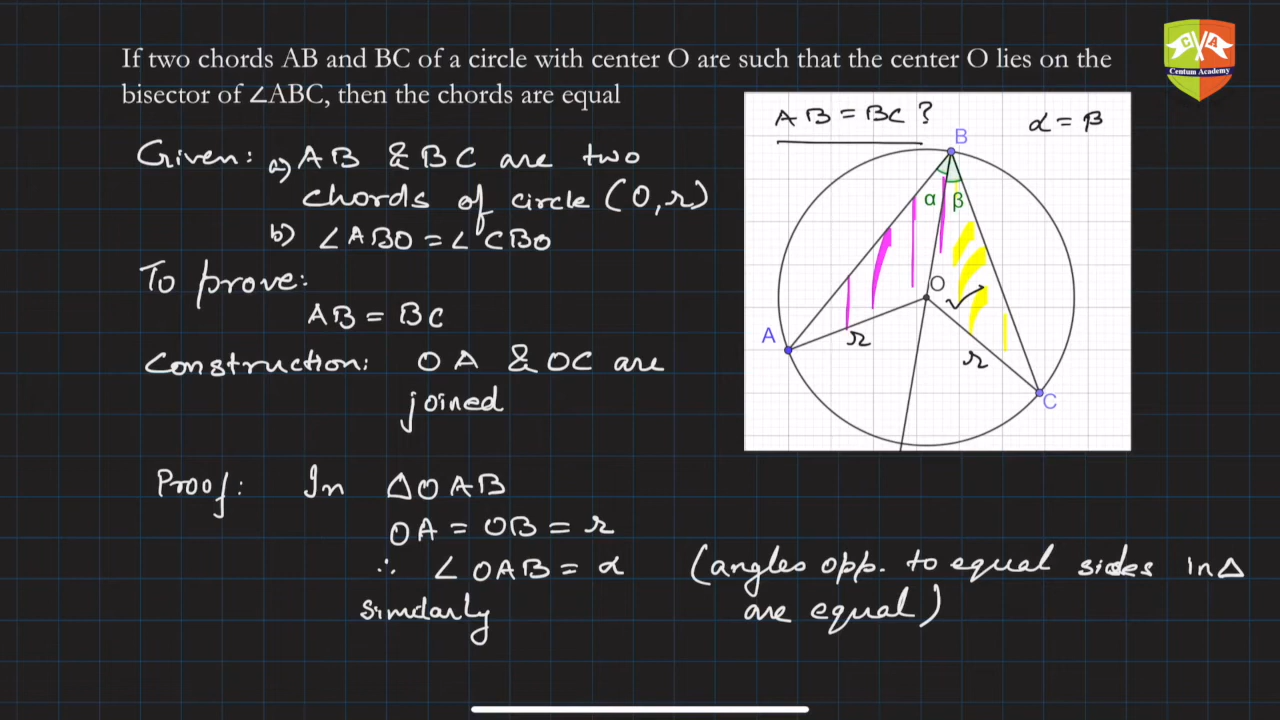 If two chords AB and BC of a circle with center O are such that the center O lies on the
bisector of ∠ABC, then the chords are equal
Given: a) AB & BC are two
chords of circle (O, r)
b) ∠ABO = ∠CBO
To prove:
AB = BC
Construction: OA & OC are
joined
Proof: In △OAB
OA = OB = r
∴ ∠OAB = α (angles opp. to equal sides in △
are equal)
Similarly
AB = BC ? α = β
B
α β
O
A
r
r
C
CA
Centum Academy